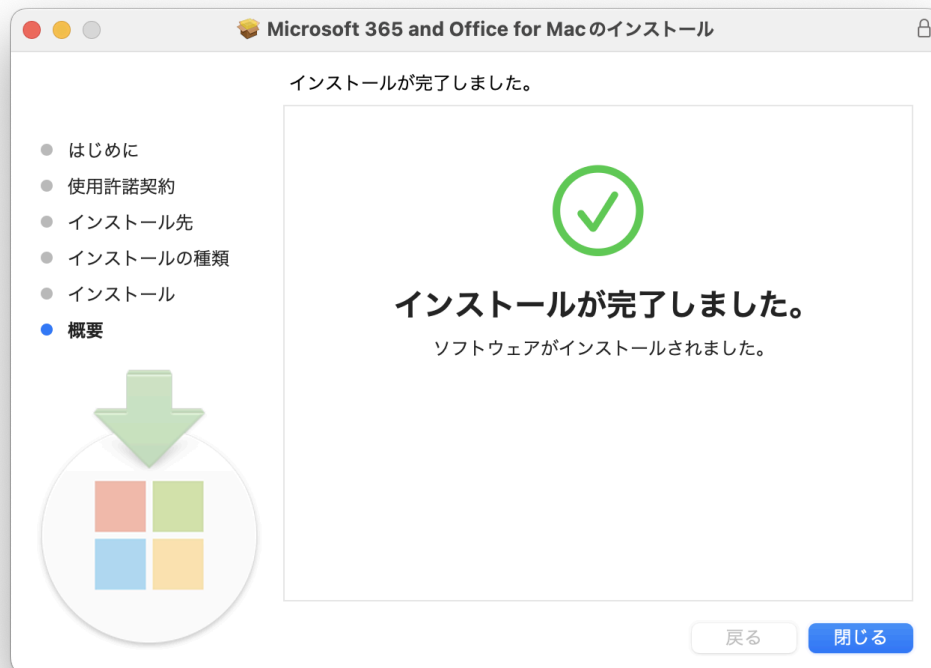 Microsoft 365 and Office for Macのインストール
インストールが完了しました。
はじめに
使用許諾契約
インストール先
インストールの種類
インストール
概要
インストールが完了しました。
ソフトウェアがインストールされました。
戻る
閉じる